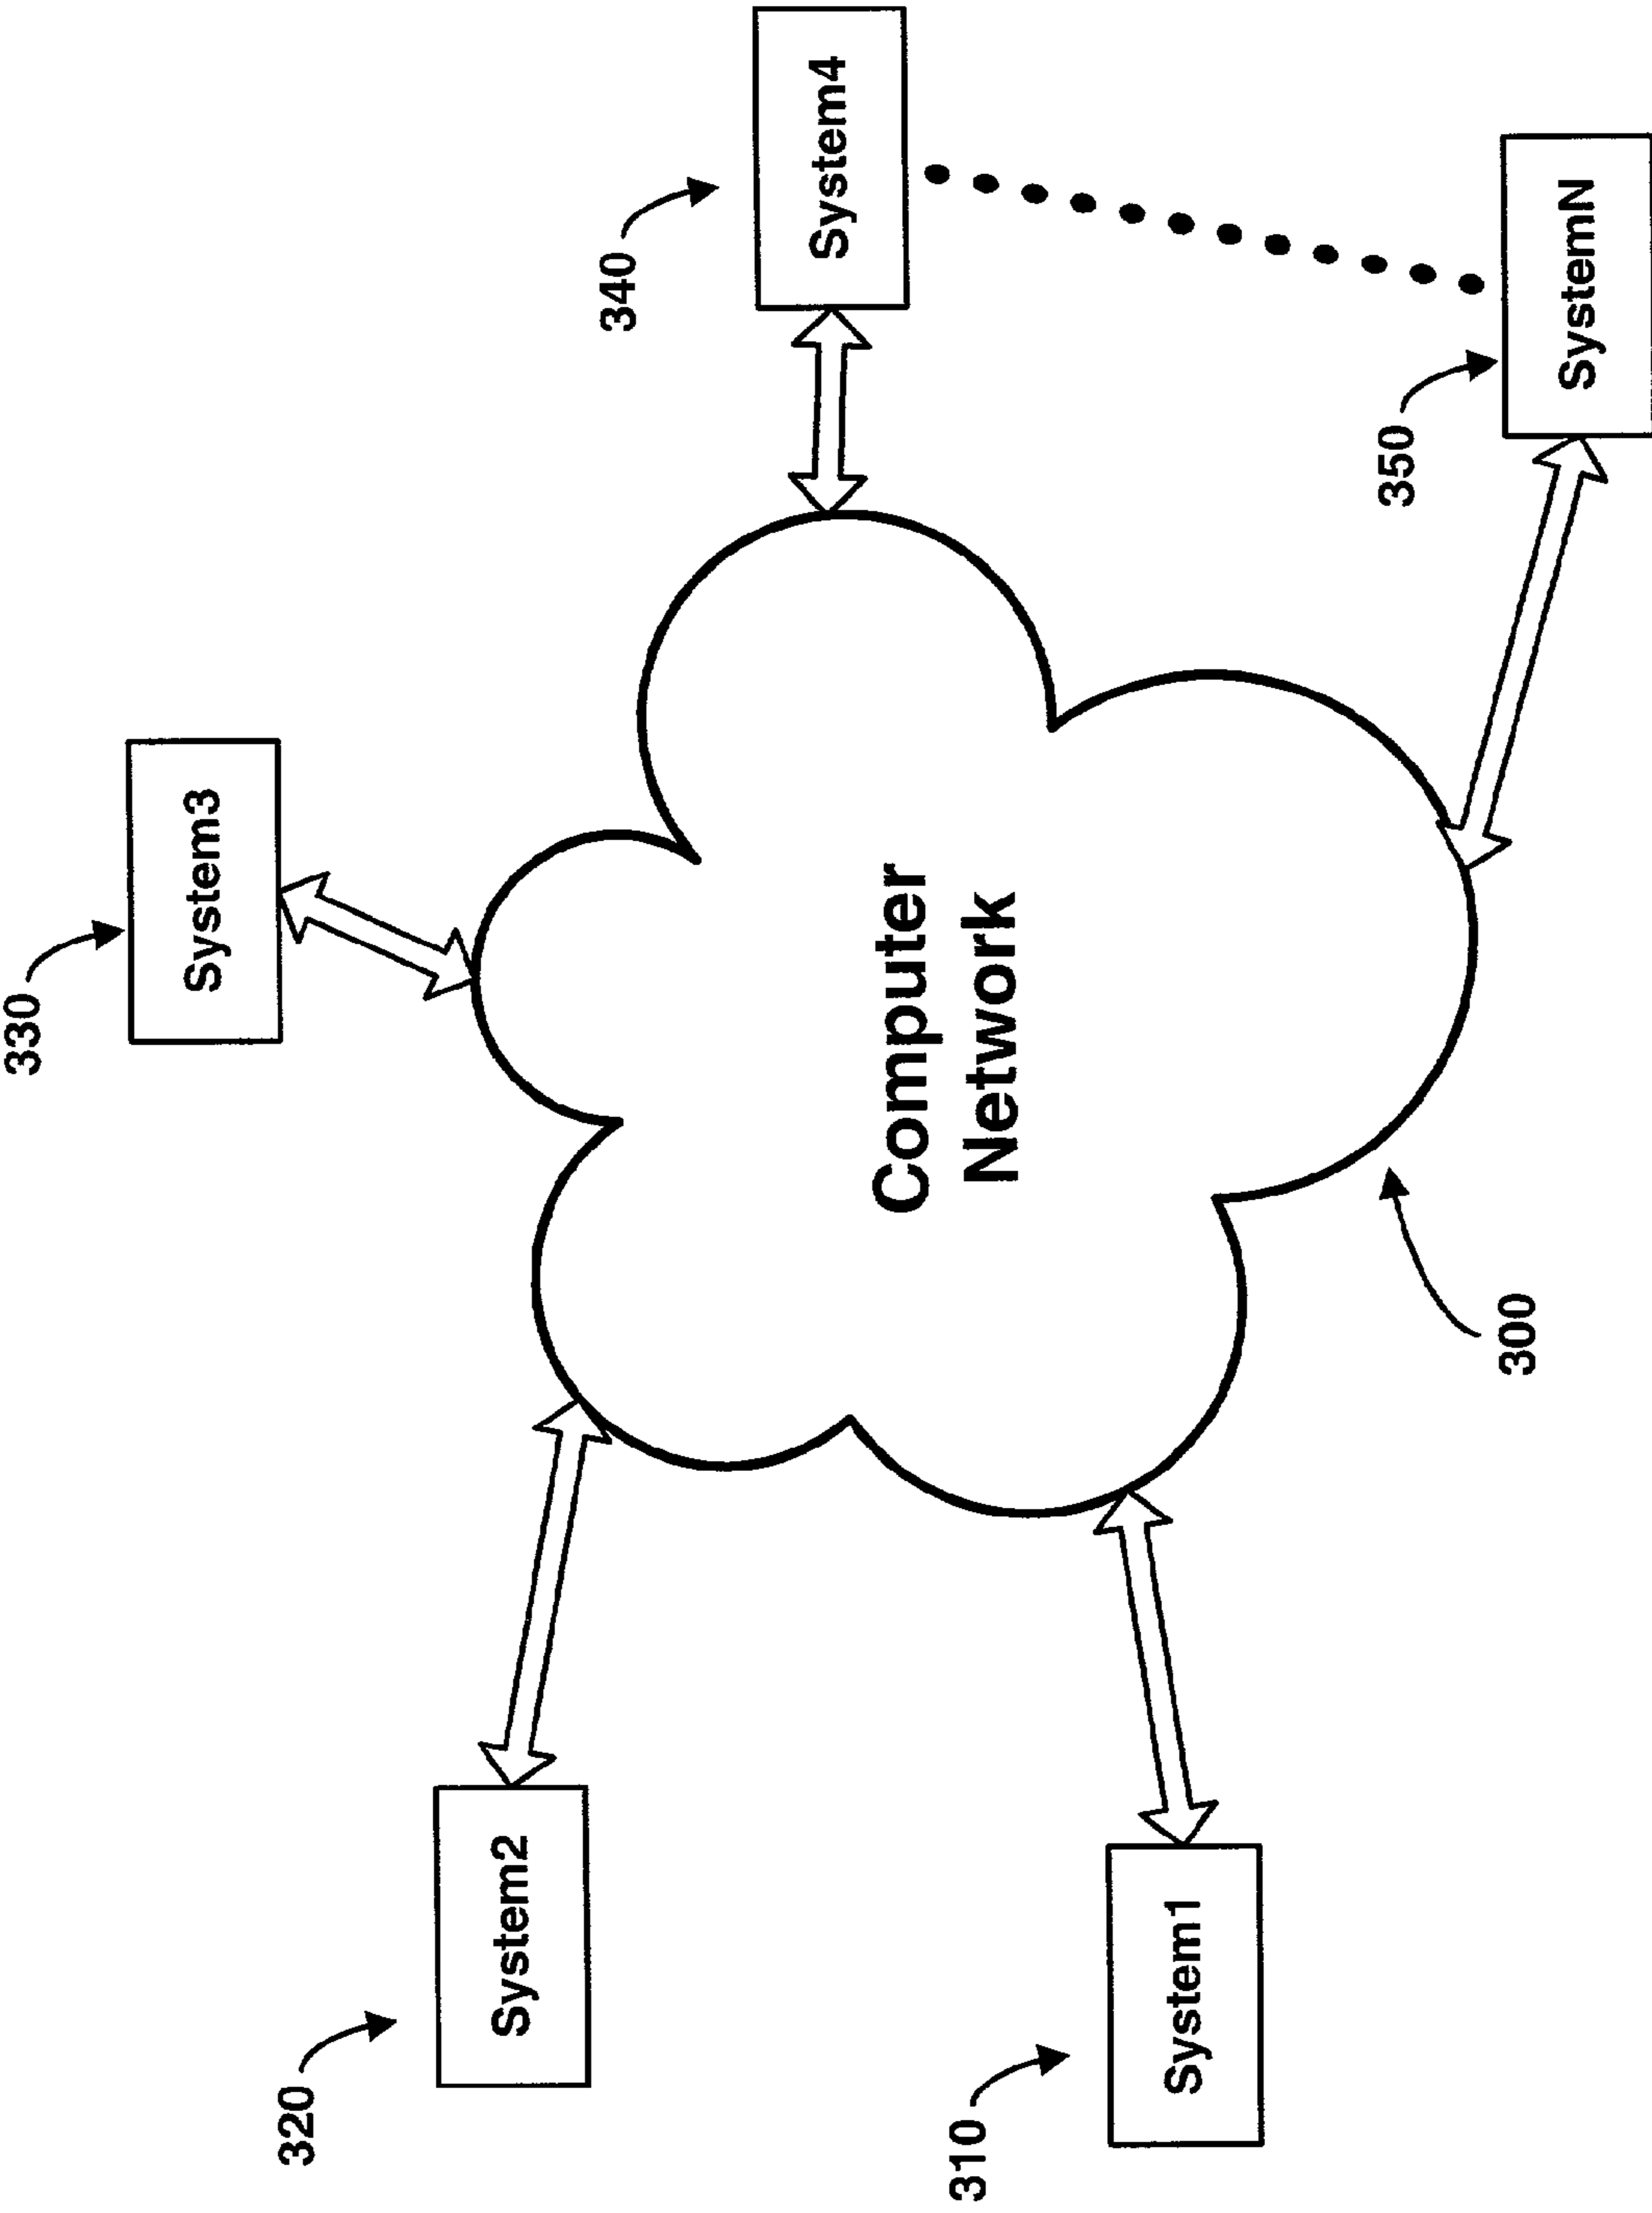 330
System3
340
System4
320
System2
Computer
Network
310
System1
350
SystemN
300